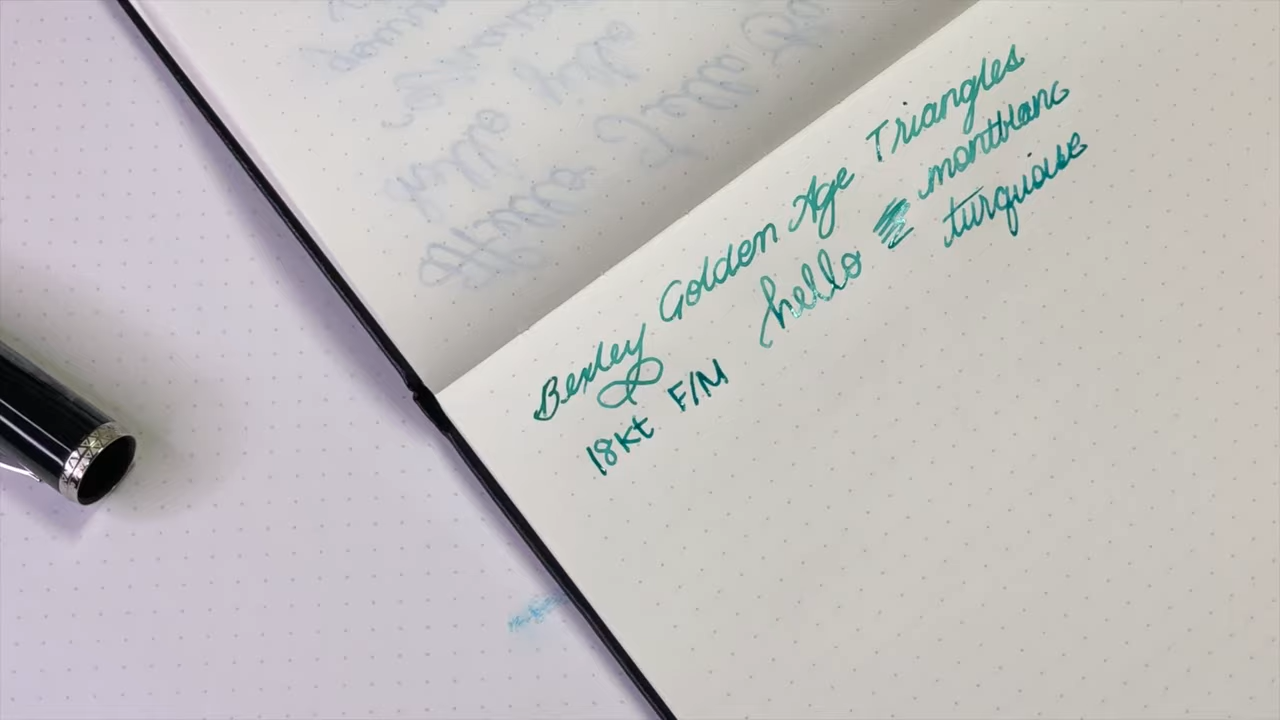 Bexley Golden Age Triangles
18kt F/M hello montblanc
turquoise